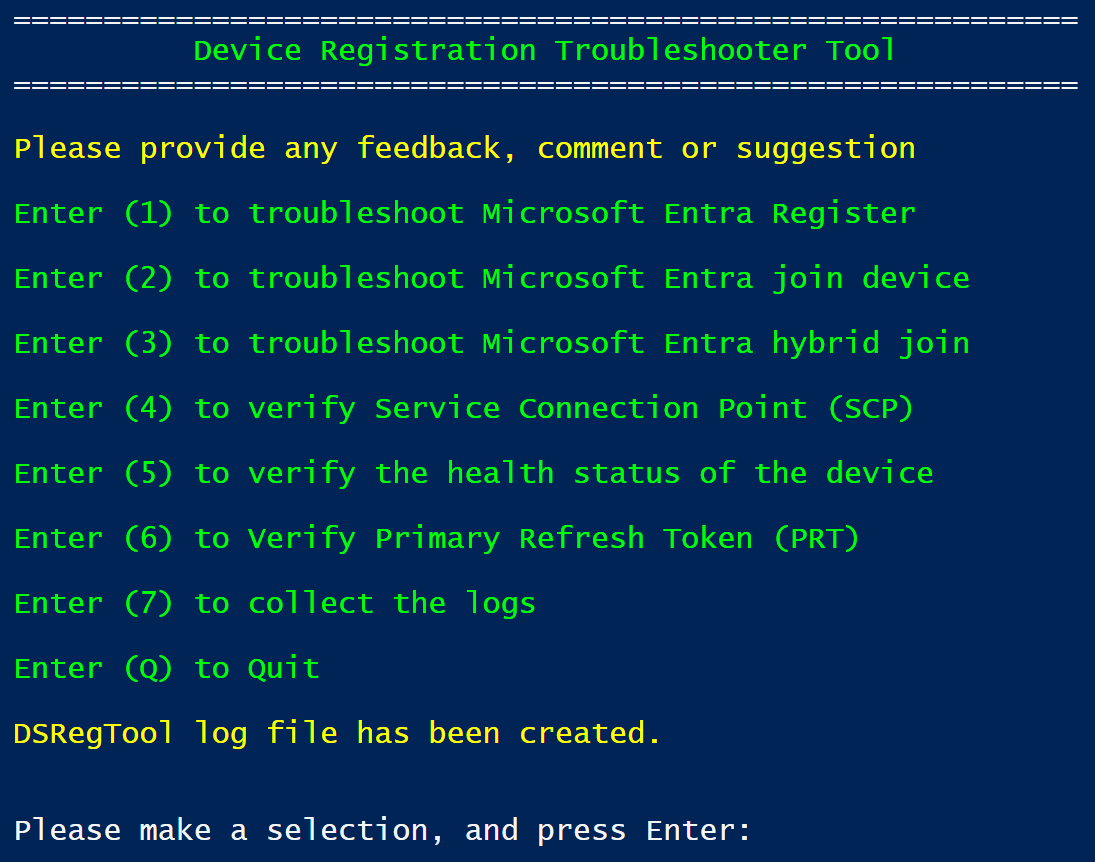 ===========================================================
Device Registration Troubleshooter Tool
===========================================================
Please provide any feedback, comment or suggestion
Enter (1) to troubleshoot Microsoft Entra Register
Enter (2) to troubleshoot Microsoft Entra join device
Enter (3) to troubleshoot Microsoft Entra hybrid join
Enter (4) to verify Service Connection Point (SCP)
Enter (5) to verify the health status of the device
Enter (6) to Verify Primary Refresh Token (PRT)
Enter (7) to collect the logs
Enter (Q) to Quit
DSRegTool log file has been created.
Please make a selection, and press Enter: